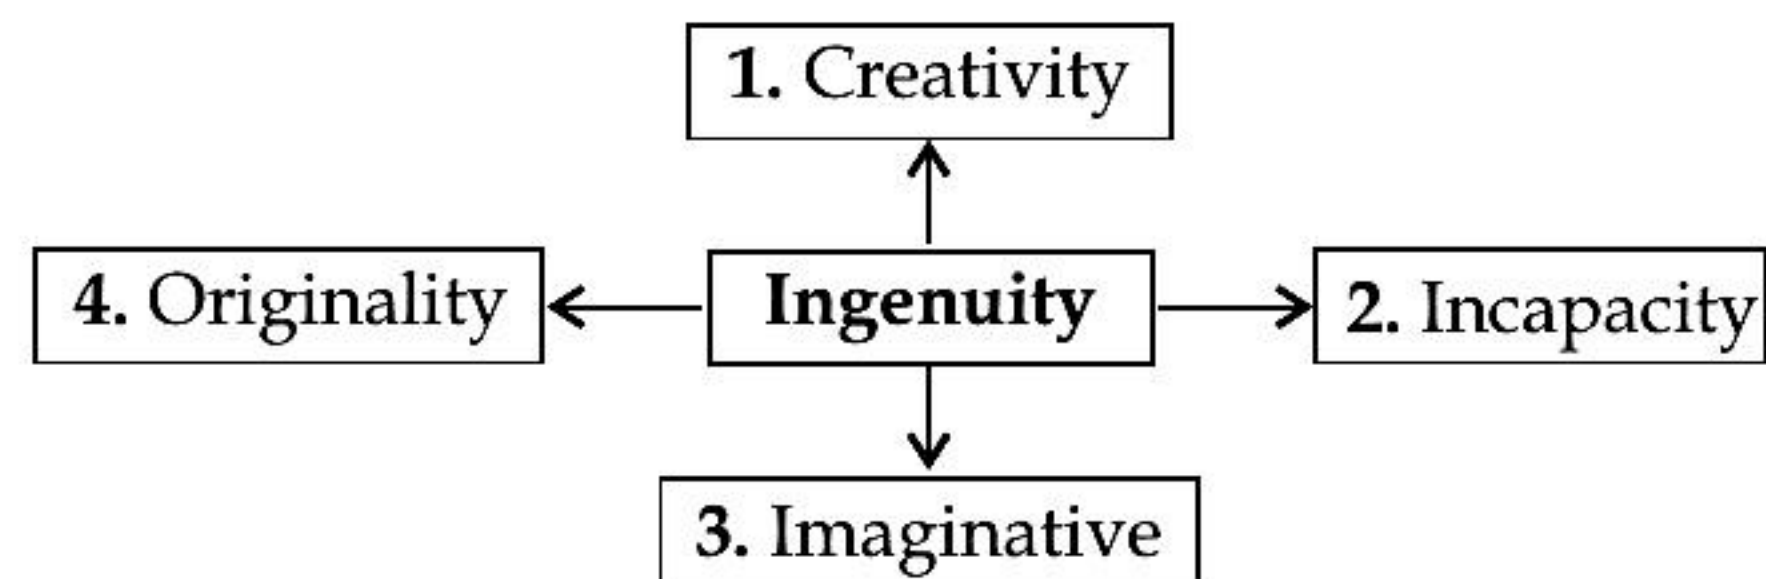 1. Creativity
4. Originality
Ingenuity
2. Incapacity
3. Imaginative